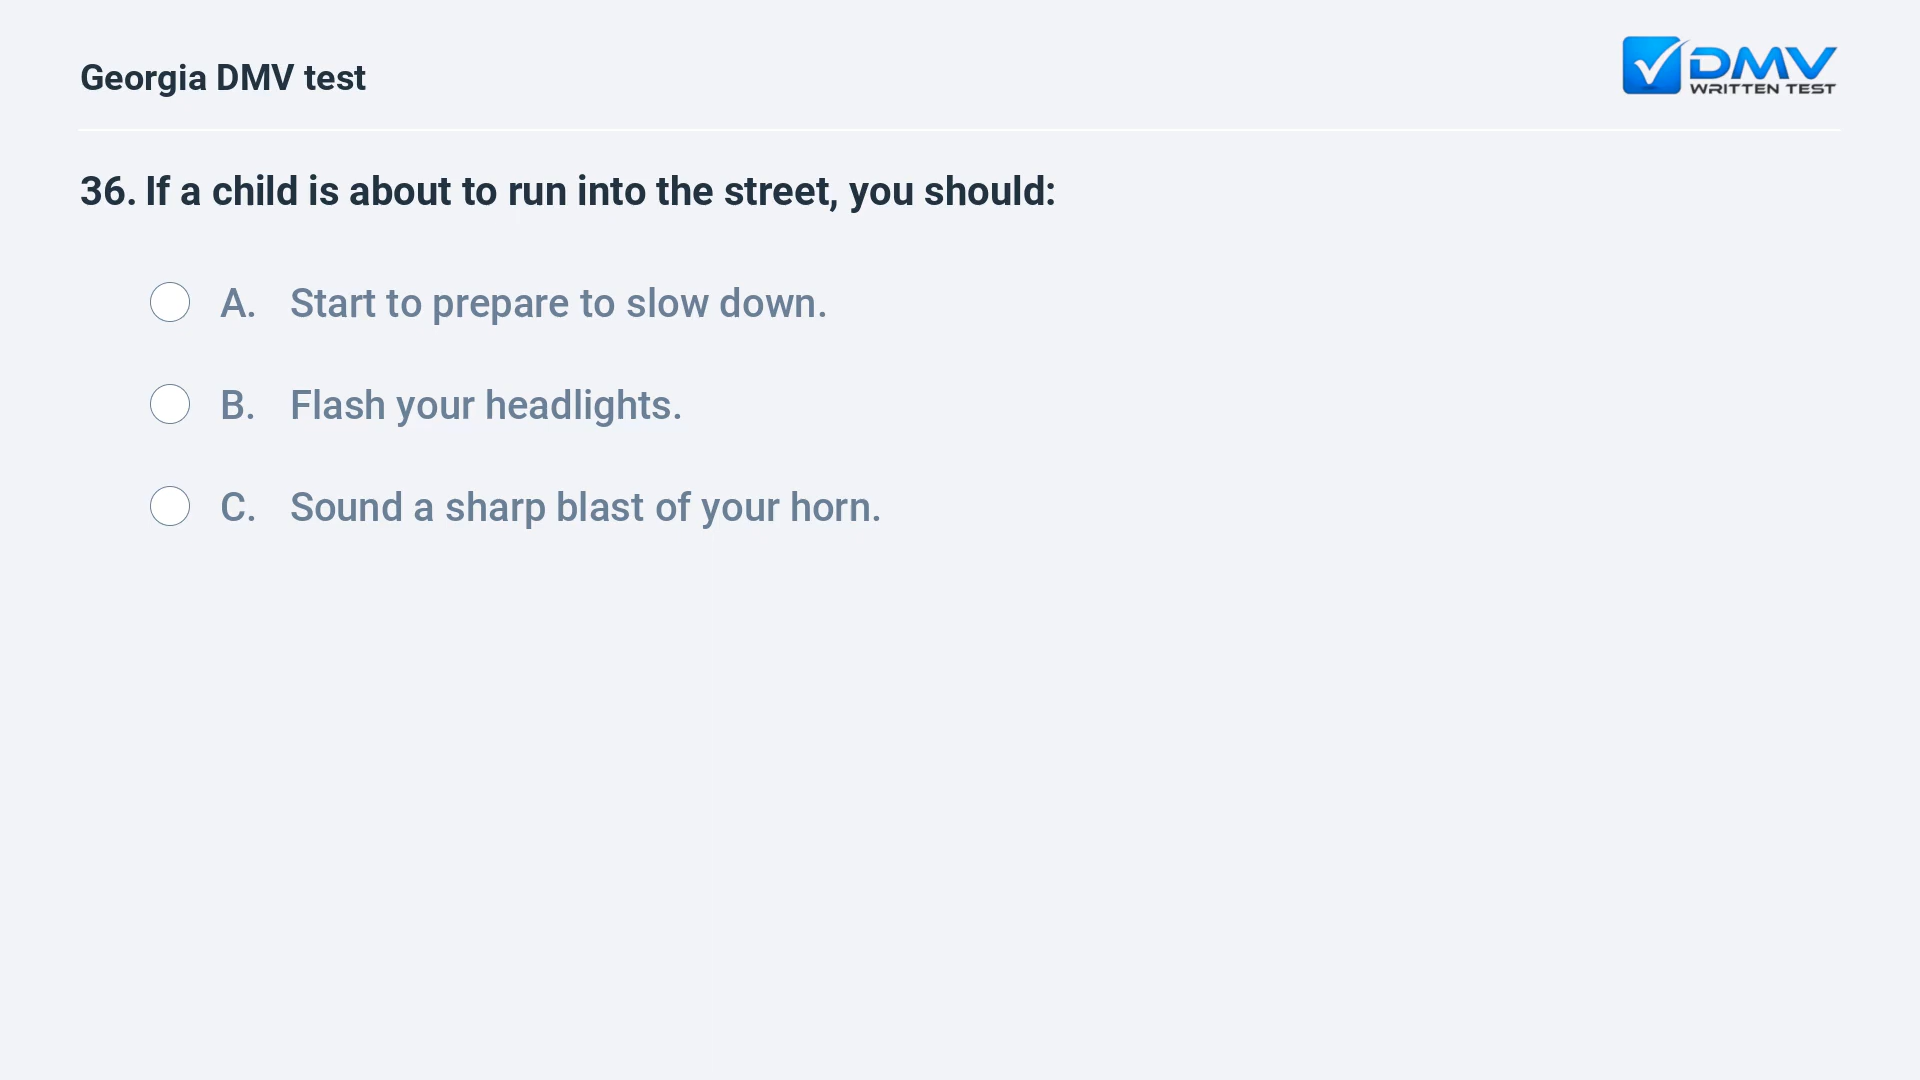 Georgia DMV test
DMV
WRITTEN TEST
36. If a child is about to run into the street, you should:
A. Start to prepare to slow down.
B. Flash your headlights.
C. Sound a sharp blast of your horn.